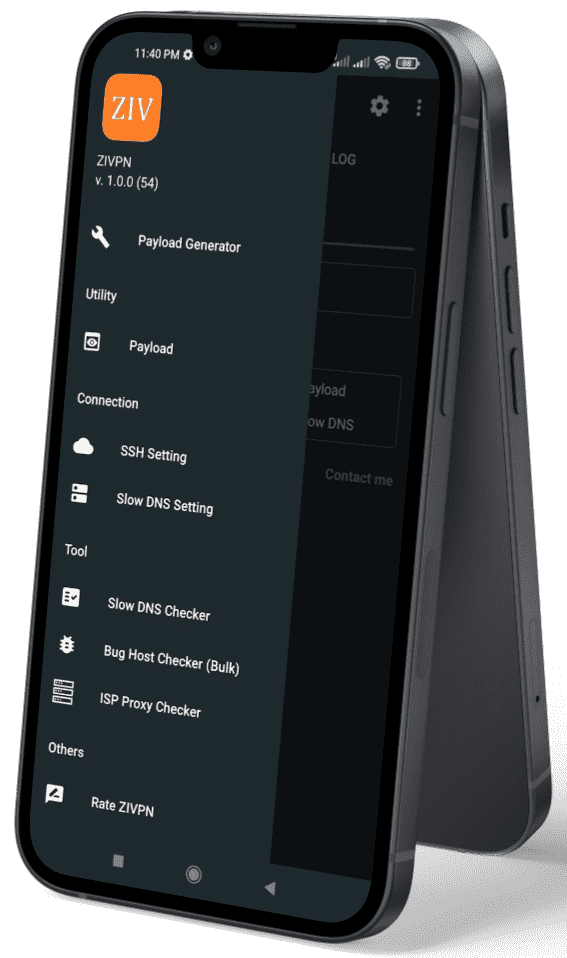 11:40 PM
88
ZIV
ZIVPN
v. 1.0.0 (54)
LOG
Payload Generator
Utility
Payload
Connection
ayload
ow DNS
SSH Setting
Contact me
Slow DNS Setting
Tool
Slow DNS Checker
Bug Host Checker (Bulk)
ISP Proxy Checker
Others
Rate ZIVPN